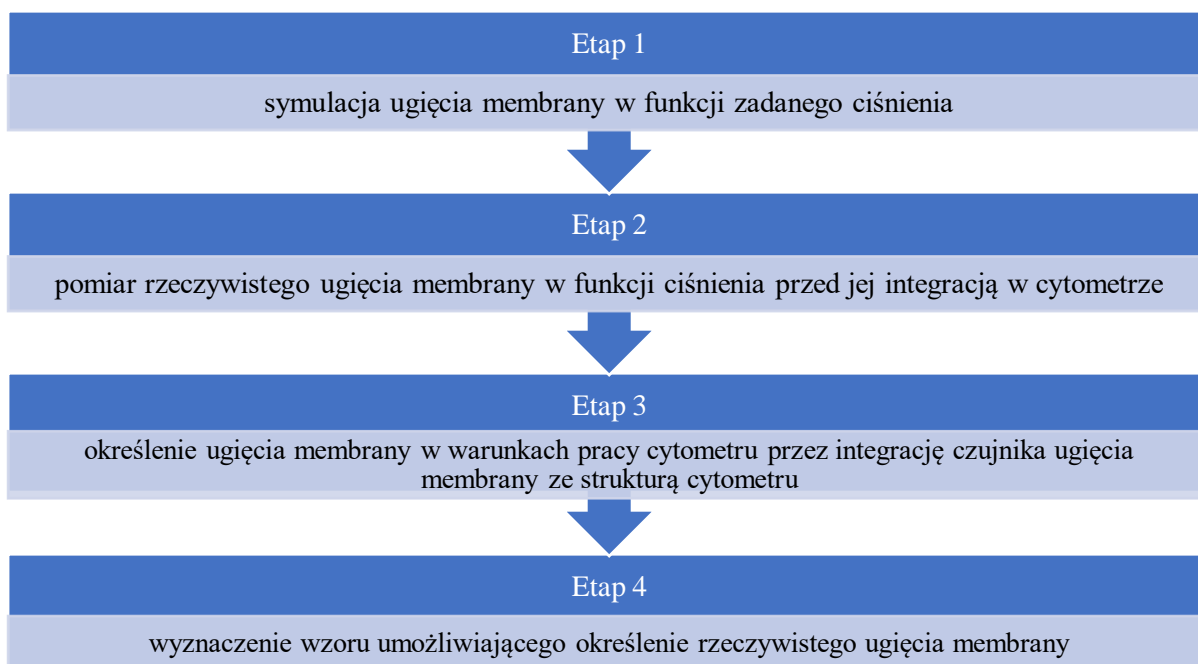 Etap 1
symulacja ugięcia membrany w funkcji zadanego ciśnienia
Etap 2
pomiar rzeczywistego ugięcia membrany w funkcji ciśnienia przed jej integracją w cytometrze
Etap 3
określenie ugięcia membrany w warunkach pracy cytometru przez integrację czujnika ugięcia
membrany ze strukturą cytometru
Etap 4
wyznaczenie wzoru umożliwiającego określenie rzeczywistego ugięcia membrany